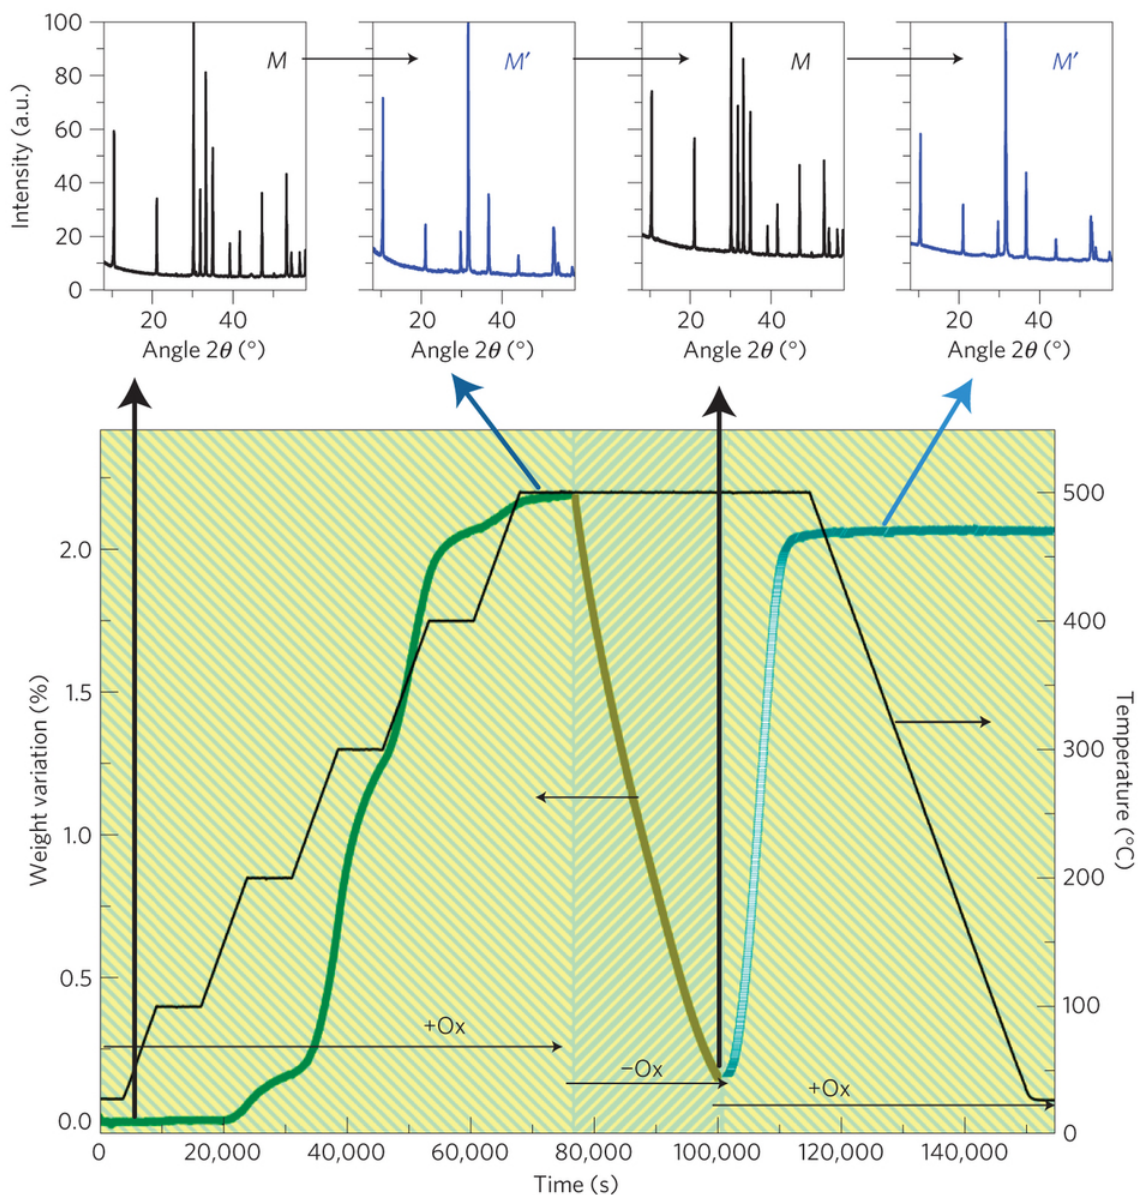 100
80
60
40
20
0
Intensity (a.u.)
M
M′
M
M′
20 40
20 40
20 40
20 40
Angle 2θ (°)
Angle 2θ (°)
Angle 2θ (°)
Angle 2θ (°)
2.0
1.5
1.0
0.5
0.0
Weight variation (%)
500
400
300
200
100
0
Temperature (°C)
+Ox
−Ox
+Ox
0 20,000 40,000 60,000 80,000 100,000 120,000 140,000
Time (s)